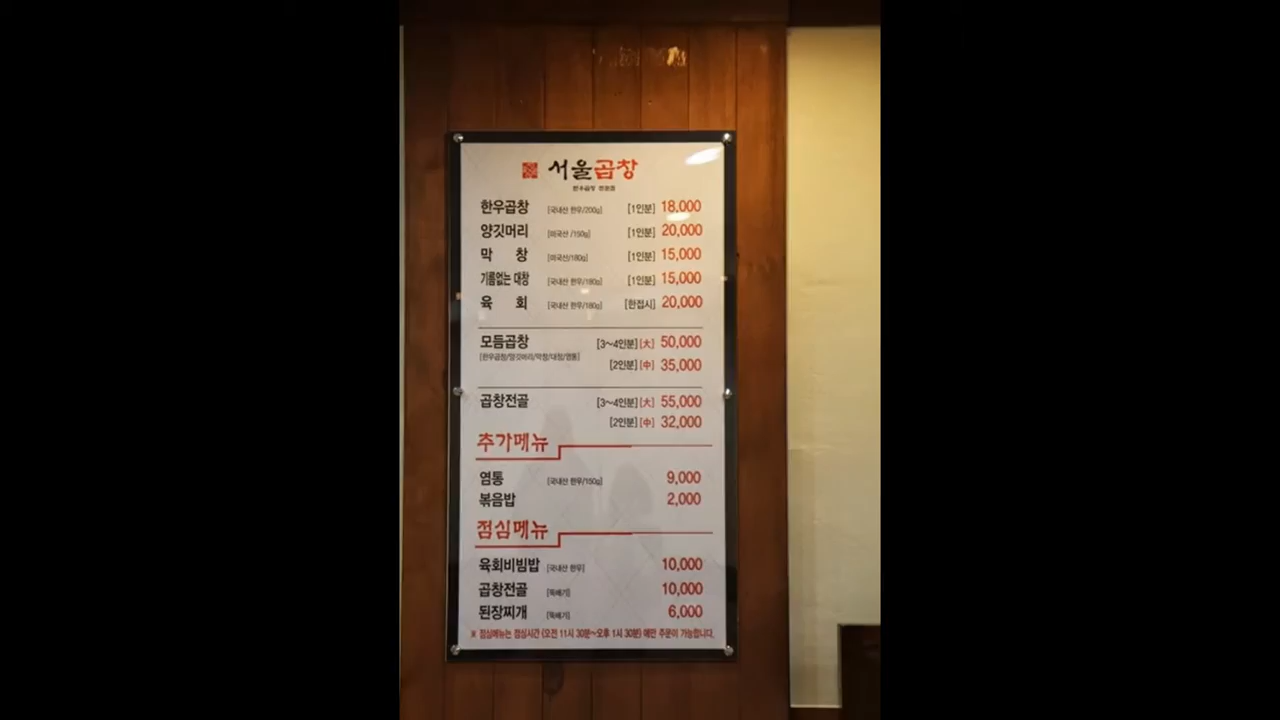 서울곱창
한우곱창 전문점
한우곱창 [국내산 한우/200g] [1인분] 18,000
양깃머리 [미국산 /150g] [1인분] 20,000
막 창 [미국산/180g] [1인분] 15,000
기름없는 대창 [국내산 한우/180g] [1인분] 15,000
육 회 [국내산 한우/180g] [한접시] 20,000
모듬곱창 [3~4인분] [大] 50,000
[한우곱창/양깃머리/막창/대창/염통]
[2인분] [中] 35,000
곱창전골 [3~4인분] [大] 55,000
[2인분] [中] 32,000
추가메뉴
염통 [국내산 한우/150g] 9,000
볶음밥 2,000
점심메뉴
육회비빔밥 [국내산 한우] 10,000
곱창전골 [뚝배기] 10,000
된장찌개 [뚝배기] 6,000
※ 점심메뉴는 점심시간 (오전 11시 30분~오후 1시 30분) 에만 주문이 가능합니다.